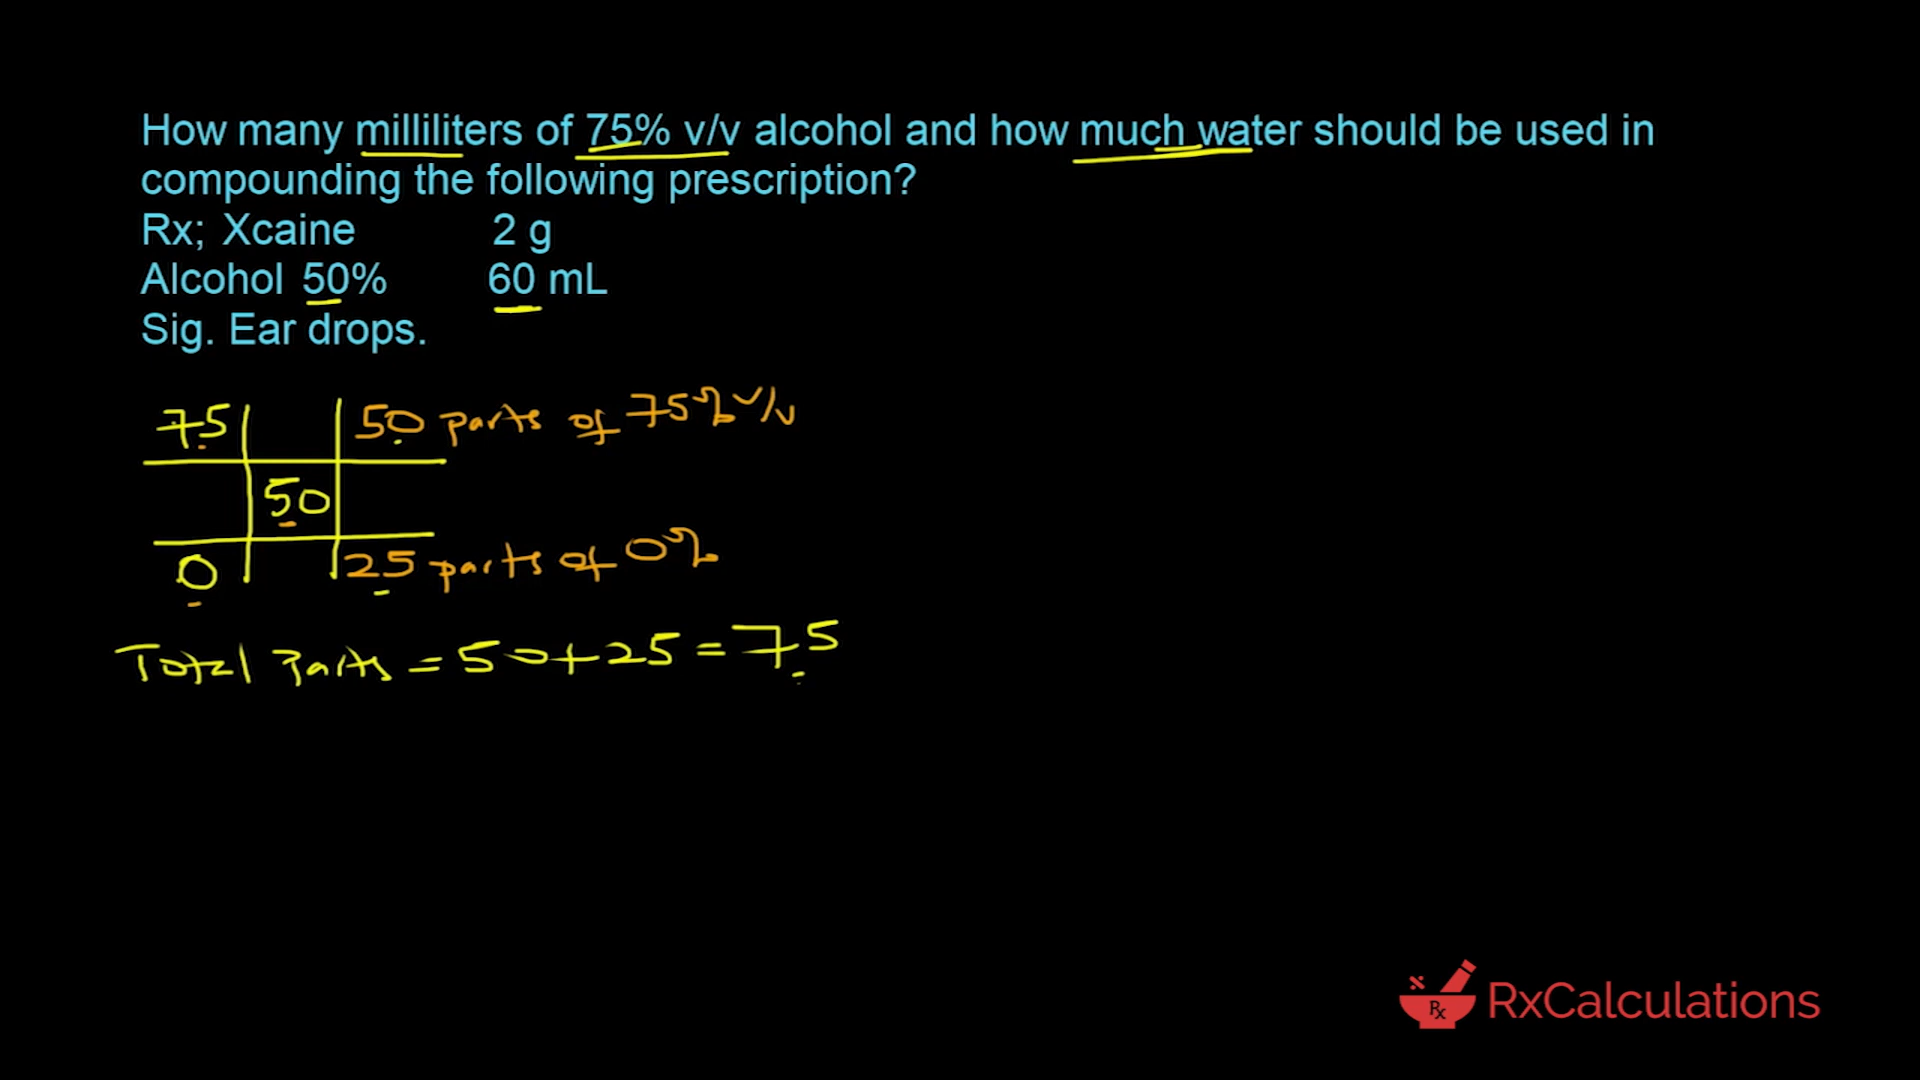 How many milliliters of 75% v/v alcohol and how much water should be used in
compounding the following prescription?
Rx; Xcaine 2 g
Alcohol 50% 60 mL
Sig. Ear drops.
75 50 parts of 75% v/v
50
0 25 parts of 0%
Total Parts = 50+25 = 75
Rx RxCalculations